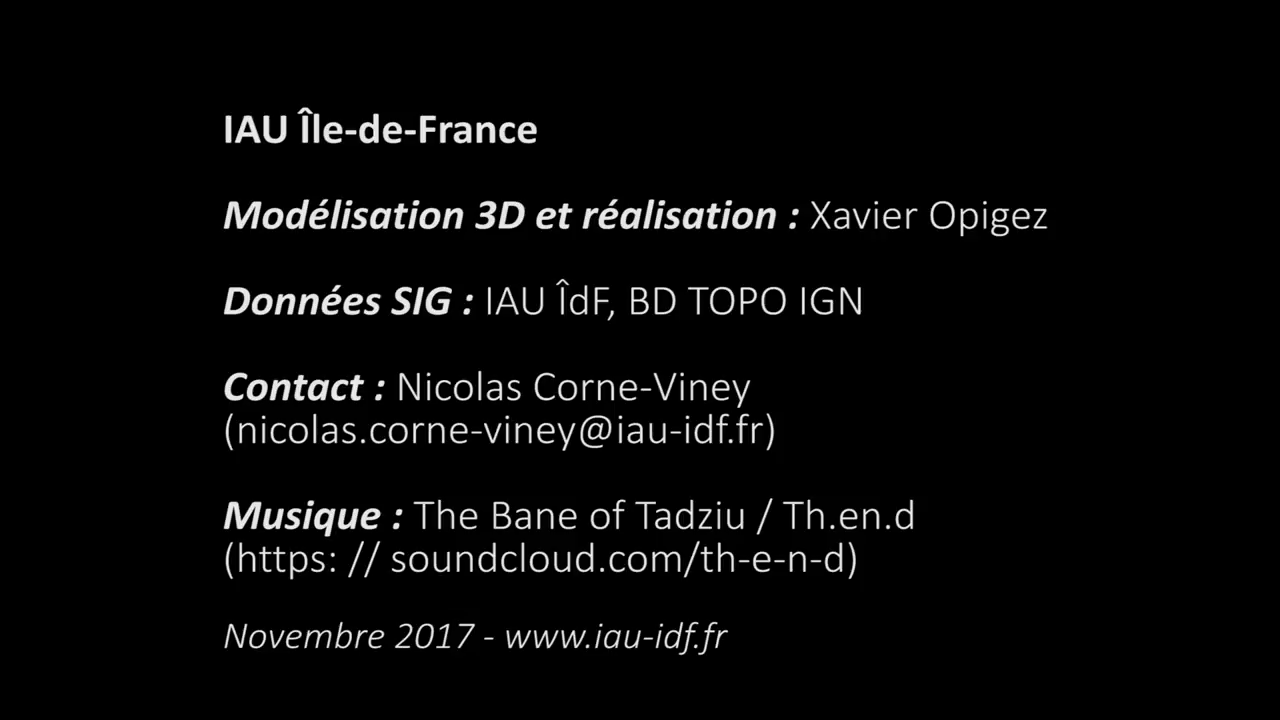 IAU Île-de-France
Modélisation 3D et réalisation : Xavier Opigez
Données SIG : IAU ÎdF, BD TOPO IGN
Contact : Nicolas Corne-Viney
(nicolas.corne-viney@iau-idf.fr)
Musique : The Bane of Tadziu / Th.en.d
(https: // soundcloud.com/th-e-n-d)
Novembre 2017 - www.iau-idf.fr